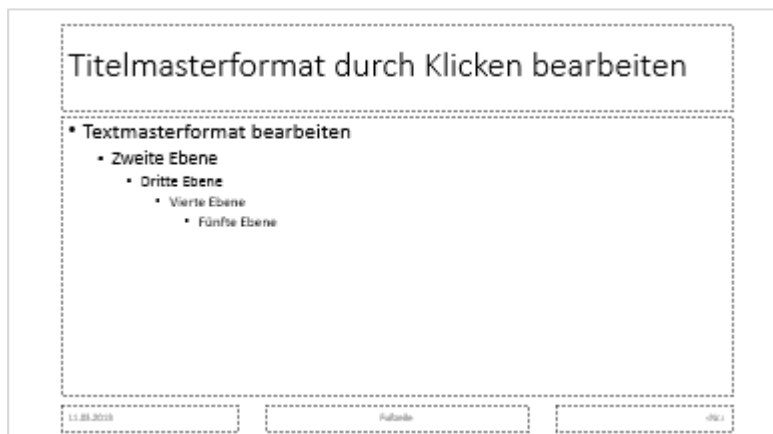 Titelmasterformat durch Klicken bearbeiten
• Textmasterformat bearbeiten
• Zweite Ebene
• Dritte Ebene
• Vierte Ebene
• Fünfte Ebene
Fußzeile